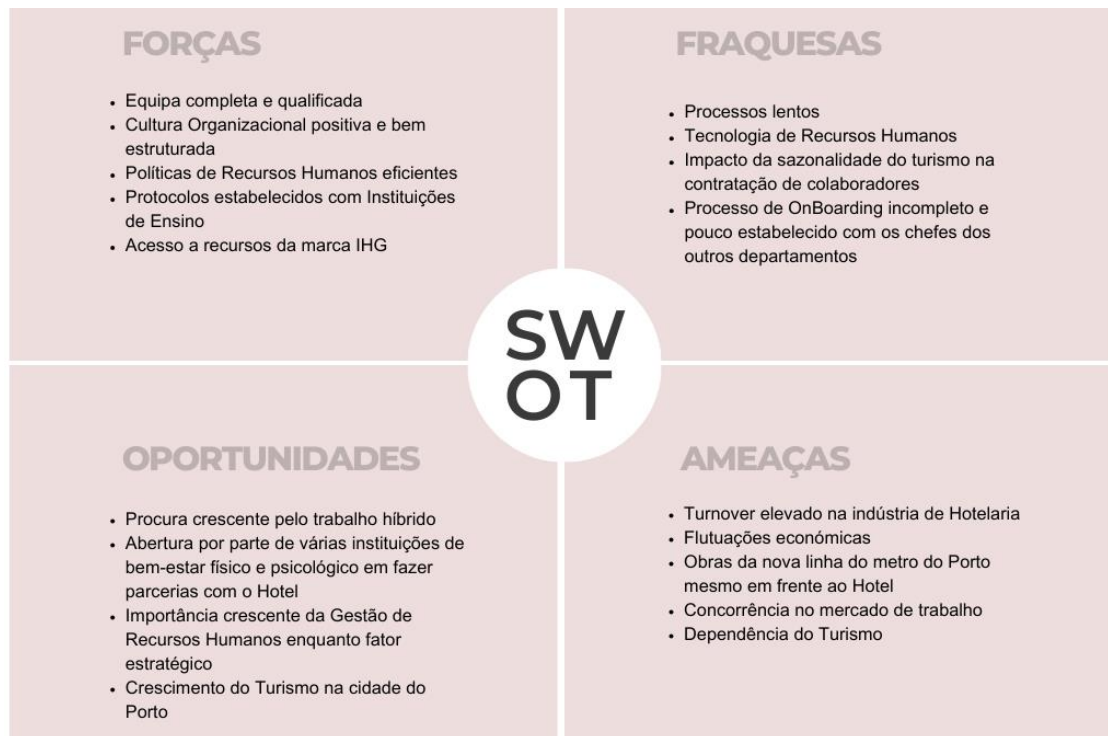 FORÇAS
• Equipa completa e qualificada
• Cultura Organizacional positiva e bem
estruturada
• Políticas de Recursos Humanos eficientes
• Protocolos estabelecidos com Instituições
de Ensino
• Acesso a recursos da marca IHG
FRAQUESAS
• Processos lentos
• Tecnologia de Recursos Humanos
• Impacto da sazonalidade do turismo na
contratação de colaboradores
• Processo de OnBoarding incompleto e
pouco estabelecido com os chefes dos
outros departamentos
SW
OT
OPORTUNIDADES
• Procura crescente pelo trabalho híbrido
• Abertura por parte de várias instituições de
bem-estar físico e psicológico em fazer
parcerias com o Hotel
• Importância crescente da Gestão de
Recursos Humanos enquanto fator
estratégico
• Crescimento do Turismo na cidade do
Porto
AMEAÇAS
• Turnover elevado na indústria de Hotelaria
• Flutuações económicas
• Obras da nova linha do metro do Porto
mesmo em frente ao Hotel
• Concorrência no mercado de trabalho
• Dependência do Turismo